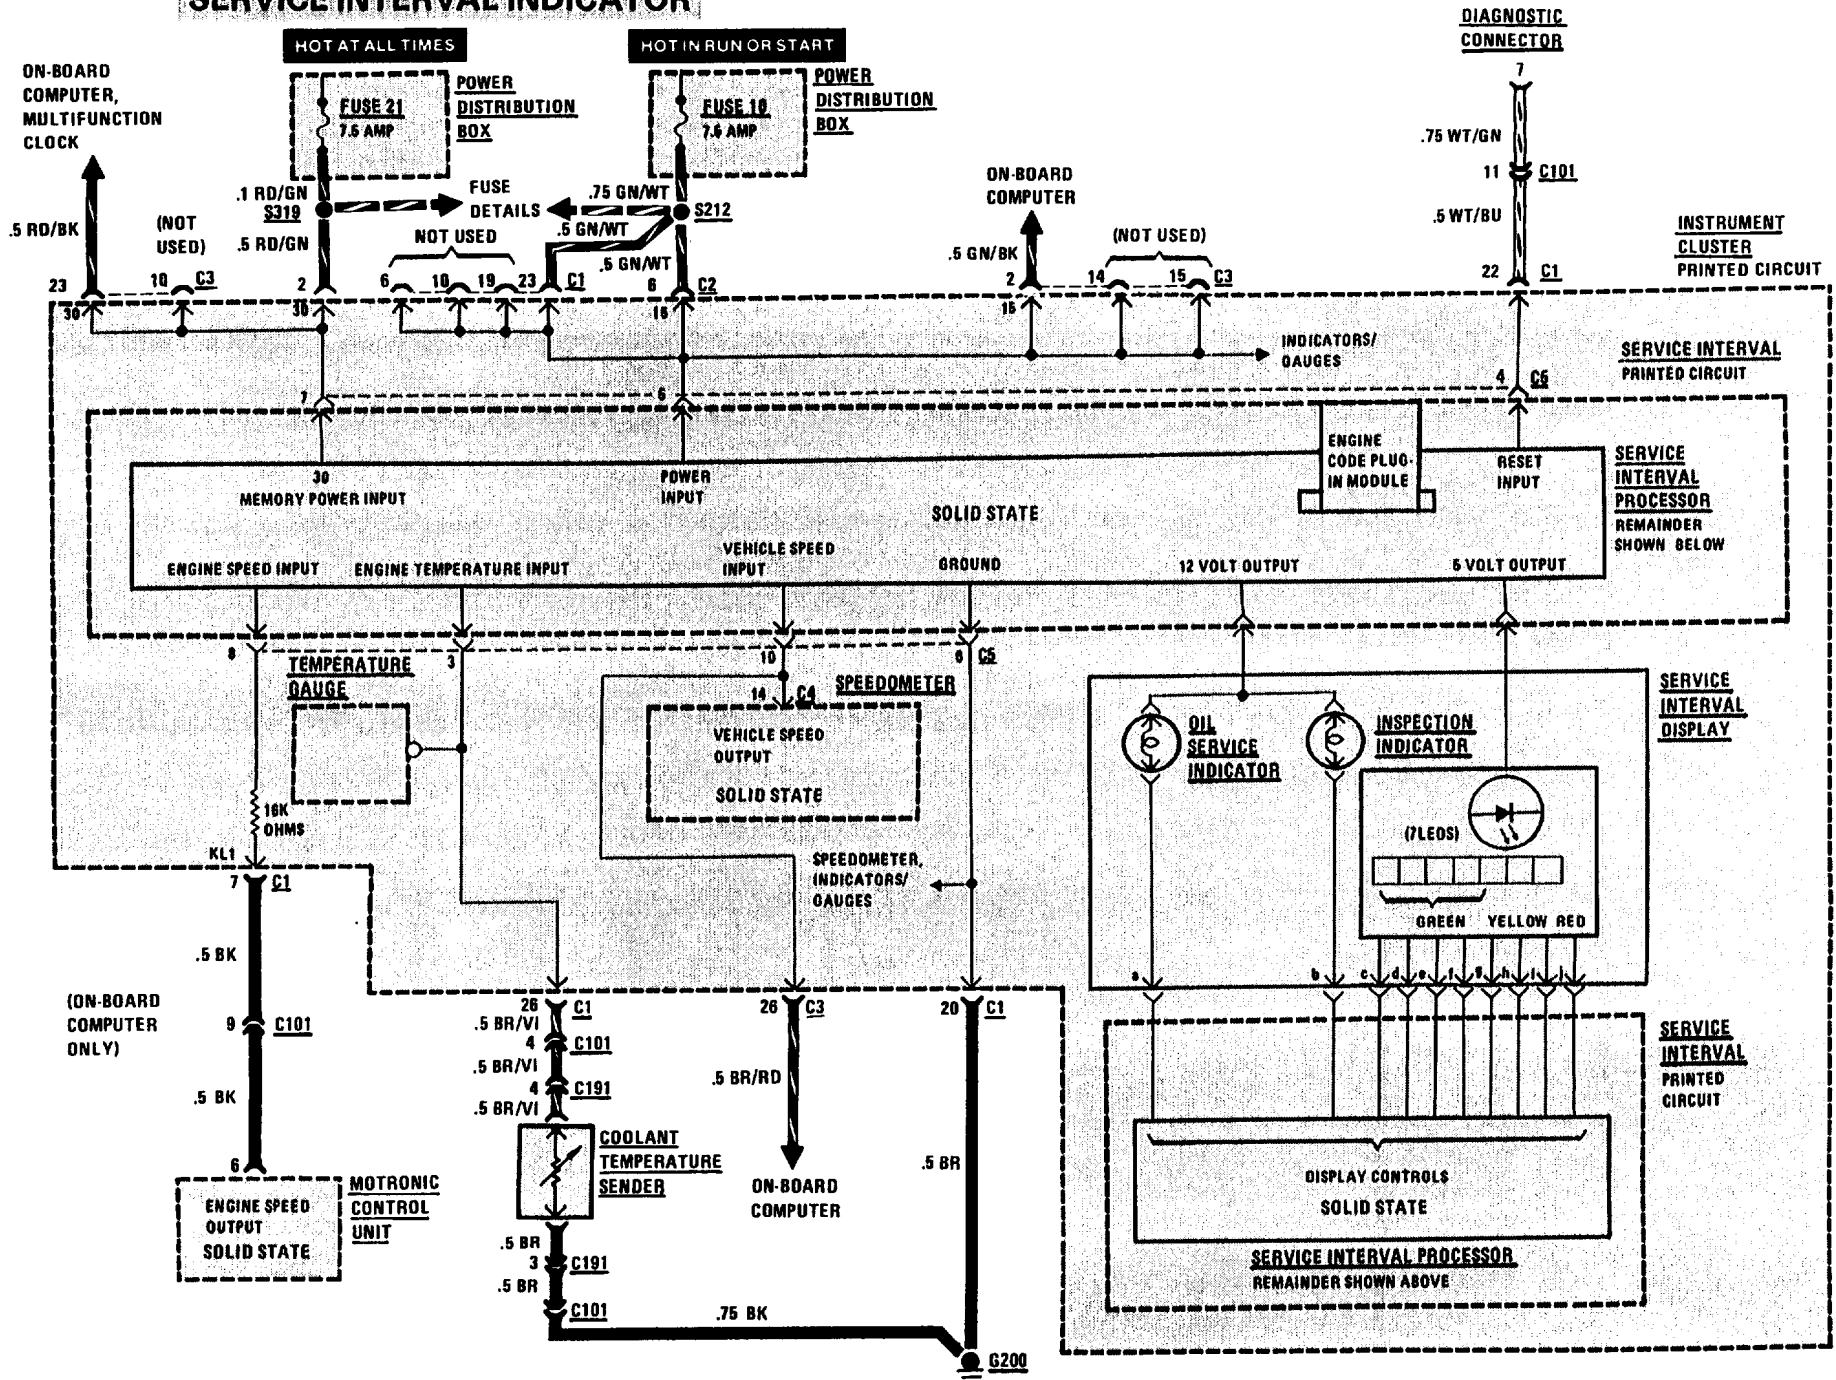 SERVICE INTERVAL INDICATOR
HOT AT ALL TIMES
HOT IN RUN OR START
DIAGNOSTIC
CONNECTOR
7
ON-BOARD
COMPUTER,
MULTIFUNCTION
CLOCK
FUSE 21
7.5 AMP
POWER
DISTRIBUTION
BOX
FUSE 10
7.5 AMP
POWER
DISTRIBUTION
BOX
.75 WT/GN
11
C101
.5 WT/BU
.5 RD/BK
(NOT
USED)
.1 RD/GN
S319
.5 RD/GN
FUSE
DETAILS
.75 GN/WT
S212
.5 GN/WT
.5 GN/WT
NOT USED
ON-BOARD
COMPUTER
.5 GN/BK
(NOT USED)
INSTRUMENT
CLUSTER
PRINTED CIRCUIT
23
10
C3
2
6
10
19
23
C1
6
C2
2
14
15
C3
22
C1
30
30
15
15
INDICATORS/
GAUGES
SERVICE INTERVAL
PRINTED CIRCUIT
7
6
4
C6
ENGINE
CODE PLUG-
IN MODULE
30
MEMORY POWER INPUT
POWER
INPUT
SOLID STATE
RESET
INPUT
SERVICE
INTERVAL
PROCESSOR
REMAINDER
SHOWN BELOW
ENGINE SPEED INPUT
ENGINE TEMPERATURE INPUT
VEHICLE SPEED
INPUT
GROUND
12 VOLT OUTPUT
5 VOLT OUTPUT
8
3
10
6
C5
TEMPERATURE
GAUGE
14
C4
SPEEDOMETER
VEHICLE SPEED
OUTPUT
SOLID STATE
OIL
SERVICE
INDICATOR
INSPECTION
INDICATOR
SERVICE
INTERVAL
DISPLAY
16K
OHMS
(7LEDS)
GREEN
YELLOW
RED
KL1
7
C1
SPEEDOMETER,
INDICATORS/
GAUGES
.5 BK
a
b
c
d
e
f
g
h
i
j
(ON-BOARD
COMPUTER
ONLY)
9
C101
.5 BK
26
C1
26
C3
20
C1
.5 BR/VI
4
C101
.5 BR/VI
4
C191
.5 BR/VI
.5 BR/RD
SERVICE
INTERVAL
PRINTED
CIRCUIT
6
ENGINE SPEED
OUTPUT
SOLID STATE
MOTRONIC
CONTROL
UNIT
COOLANT
TEMPERATURE
SENDER
ON-BOARD
COMPUTER
.5 BR
DISPLAY CONTROLS
SOLID STATE
SERVICE INTERVAL PROCESSOR
REMAINDER SHOWN ABOVE
.5 BR
3
C191
.5 BR
C101
.75 BK
G200